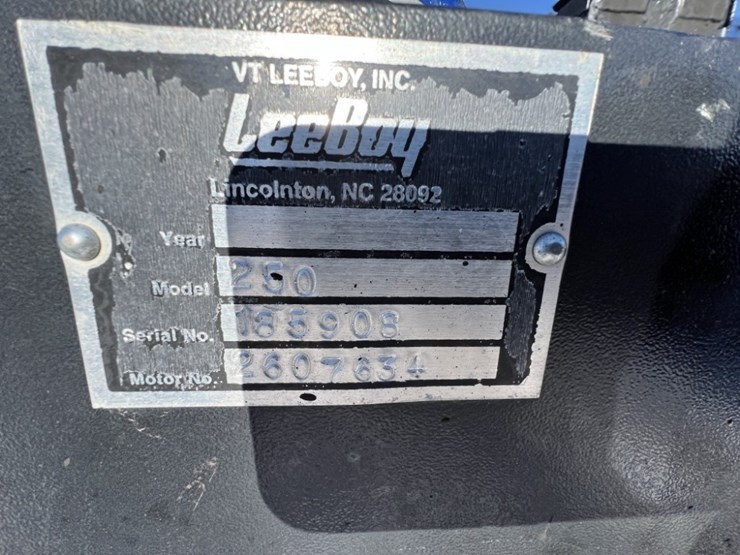 VT LEEBOY, INC.
LeeBoy
Lincolnton, NC 28092
Year
Model 250
Serial No. 185908
Motor No. 2607634